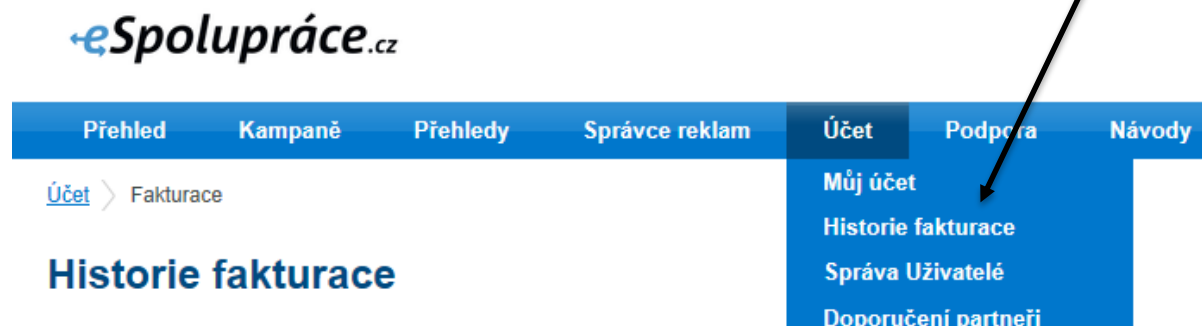 eSpolupráce.cz
Přehled Kampaně Přehledy Správce reklam Účet Podpora Návody
Účet Fakturace
Můj účet
Historie fakturace
Historie fakturace
Správa Uživatelé
Doporučení partneři